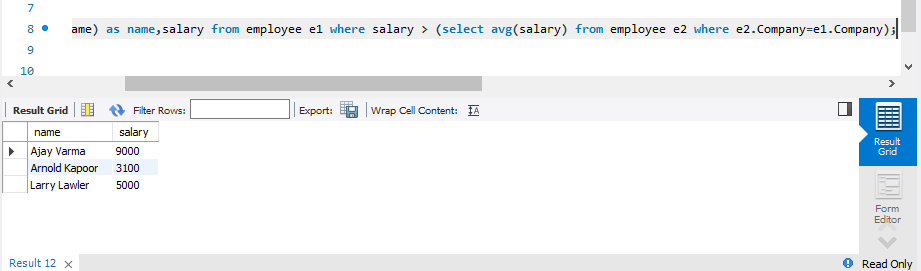 7
8 ame) as name,salary from employee e1 where salary > (select avg(salary) from employee e2 where e2.Company=e1.Company);
9
10
Result Grid Filter Rows: Export: Wrap Cell Content: IA
name salary
Ajay Varma 9000
Arnold Kapoor 3100
Larry Lawler 5000
Result
Grid
Form
Editor
Result 12 × Read Only